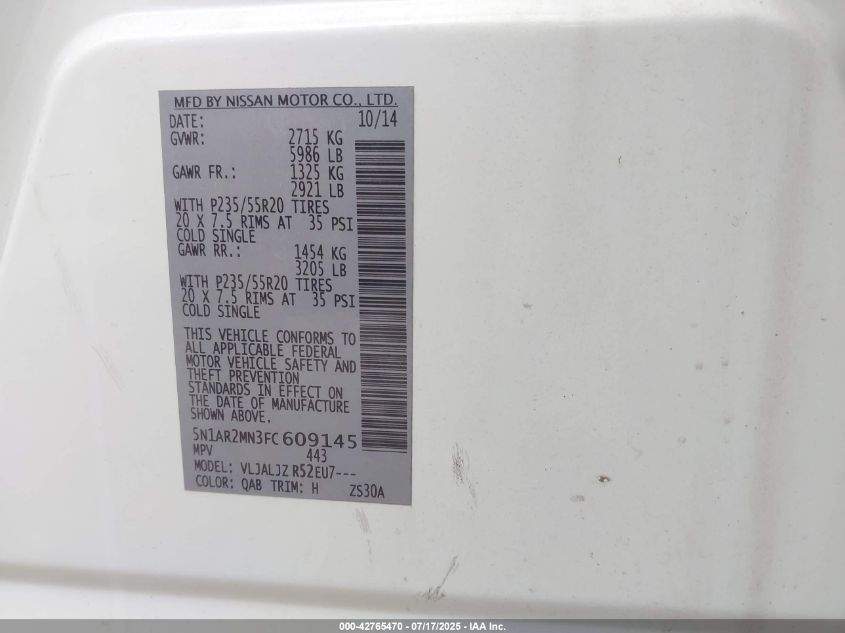 MFD BY NISSAN MOTOR CO., LTD.
DATE: 10/14
GVWR: 2715 KG
5986 LB
GAWR FR.: 1325 KG
2921 LB
WITH P235/55R20 TIRES
20 X 7.5 RIMS AT 35 PSI
COLD SINGLE
GAWR RR.: 1454 KG
3205 LB
WITH P235/55R20 TIRES
20 X 7.5 RIMS AT 35 PSI
COLD SINGLE
THIS VEHICLE CONFORMS TO
ALL APPLICABLE FEDERAL
MOTOR VEHICLE SAFETY AND
THEFT PREVENTION
STANDARDS IN EFFECT ON
THE DATE OF MANUFACTURE
SHOWN ABOVE.
5N1AR2MN3FC609145
MPV 443
MODEL: VLJALJZ R52EU7---
COLOR: QAB TRIM: H ZS30A
000-42765470 - 07/17/2025 - IAA Inc.